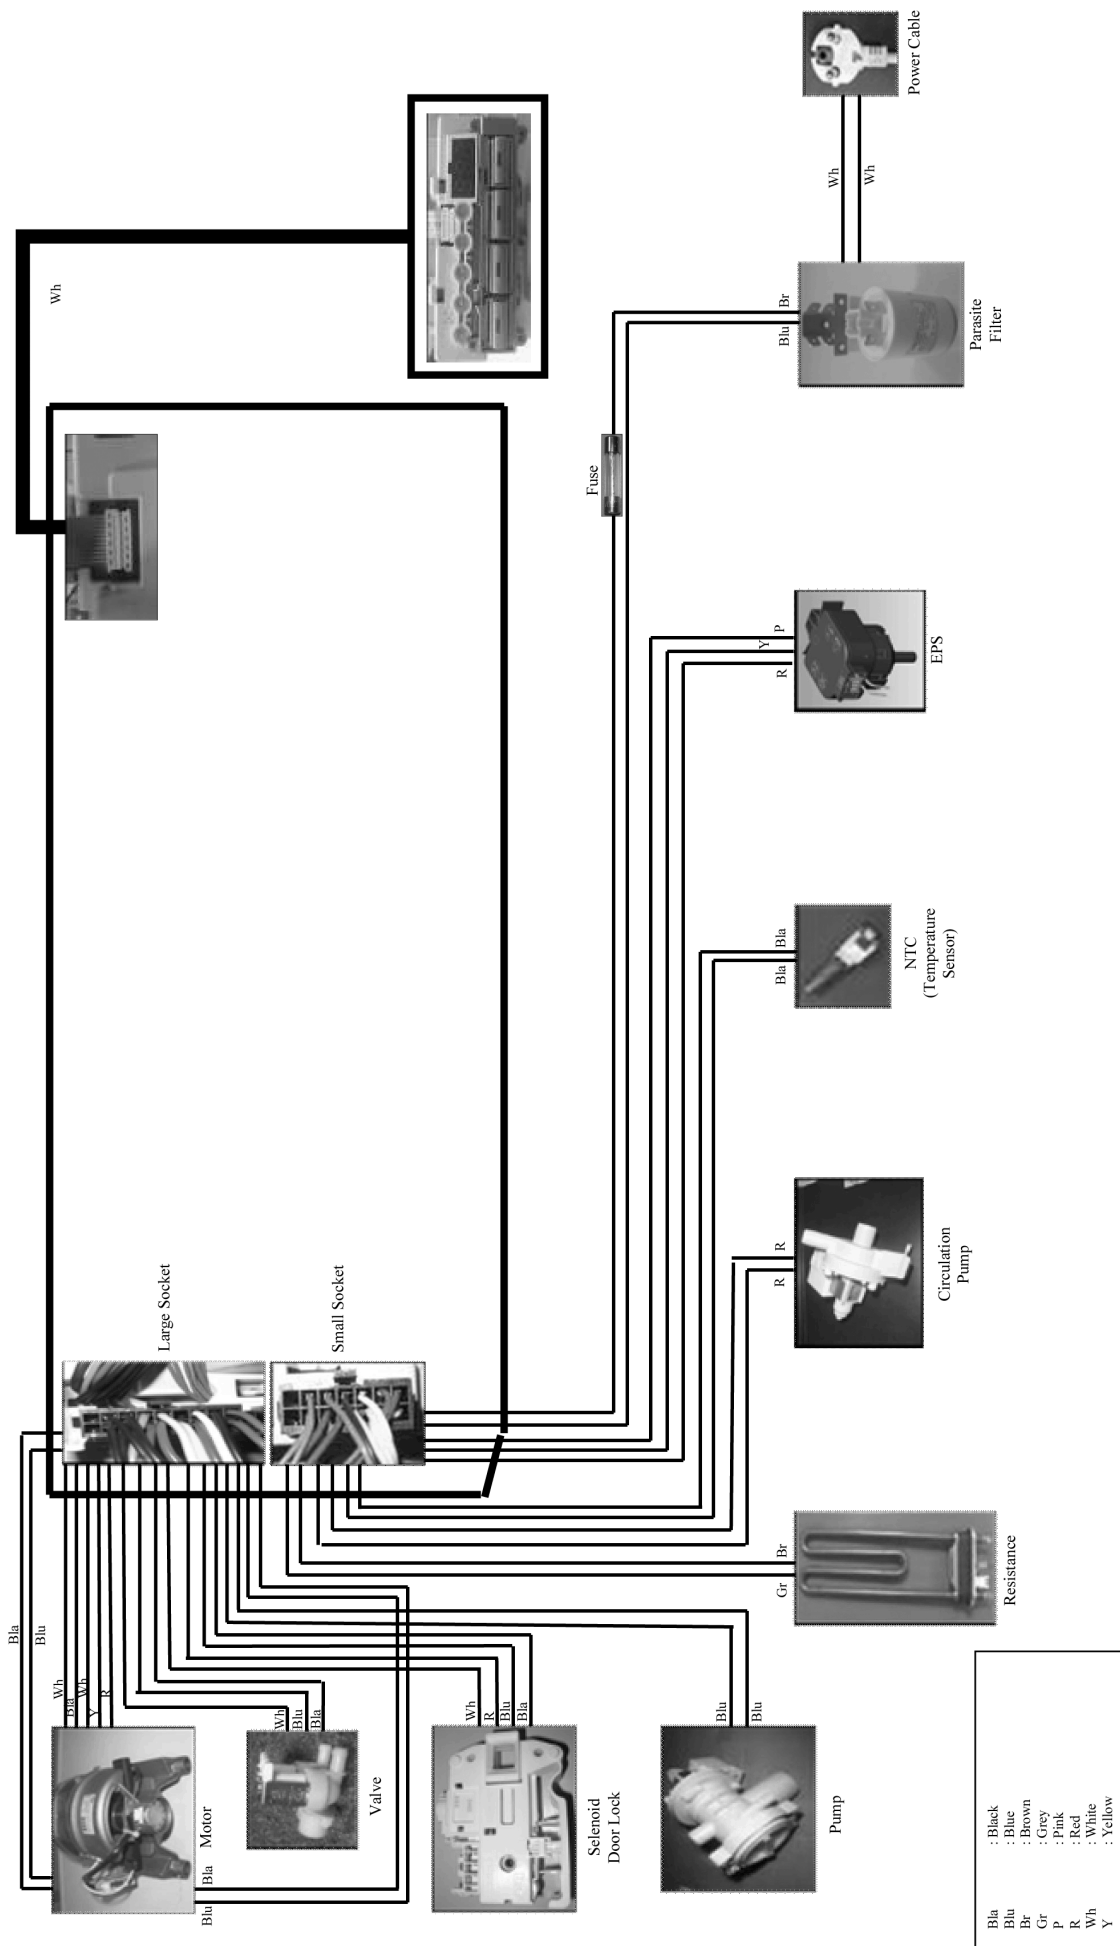 Power Cable
Wh
Wh
Wh
Br
Blu
Parasite
Filter
Fuse
P
Y
R
EPS
Bla
Bla
NTC
(Temperature
Sensor)
R
R
Circulation
Pump
Large Socket
Small Socket
Br
Gr
Resistance
Bla
Blu
Wh
Bla
Wh
Y
R
Motor
Bla
Blu
Wh
Blu
Bla
Valve
Wh
R
Blu
Bla
Selenoid
Door Lock
Blu
Blu
Pump
Bla : Black
Blu : Blue
Br : Brown
Gr : Grey
P : Pink
R : Red
Wh : White
Y : Yellow